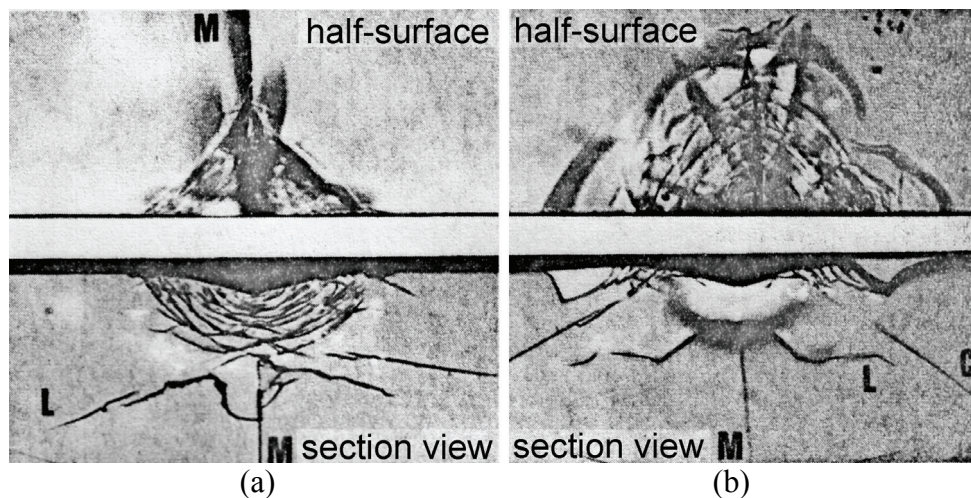 M
half-surface
half-surface
L
M
section view
L
C
section view
M
(a)
(b)